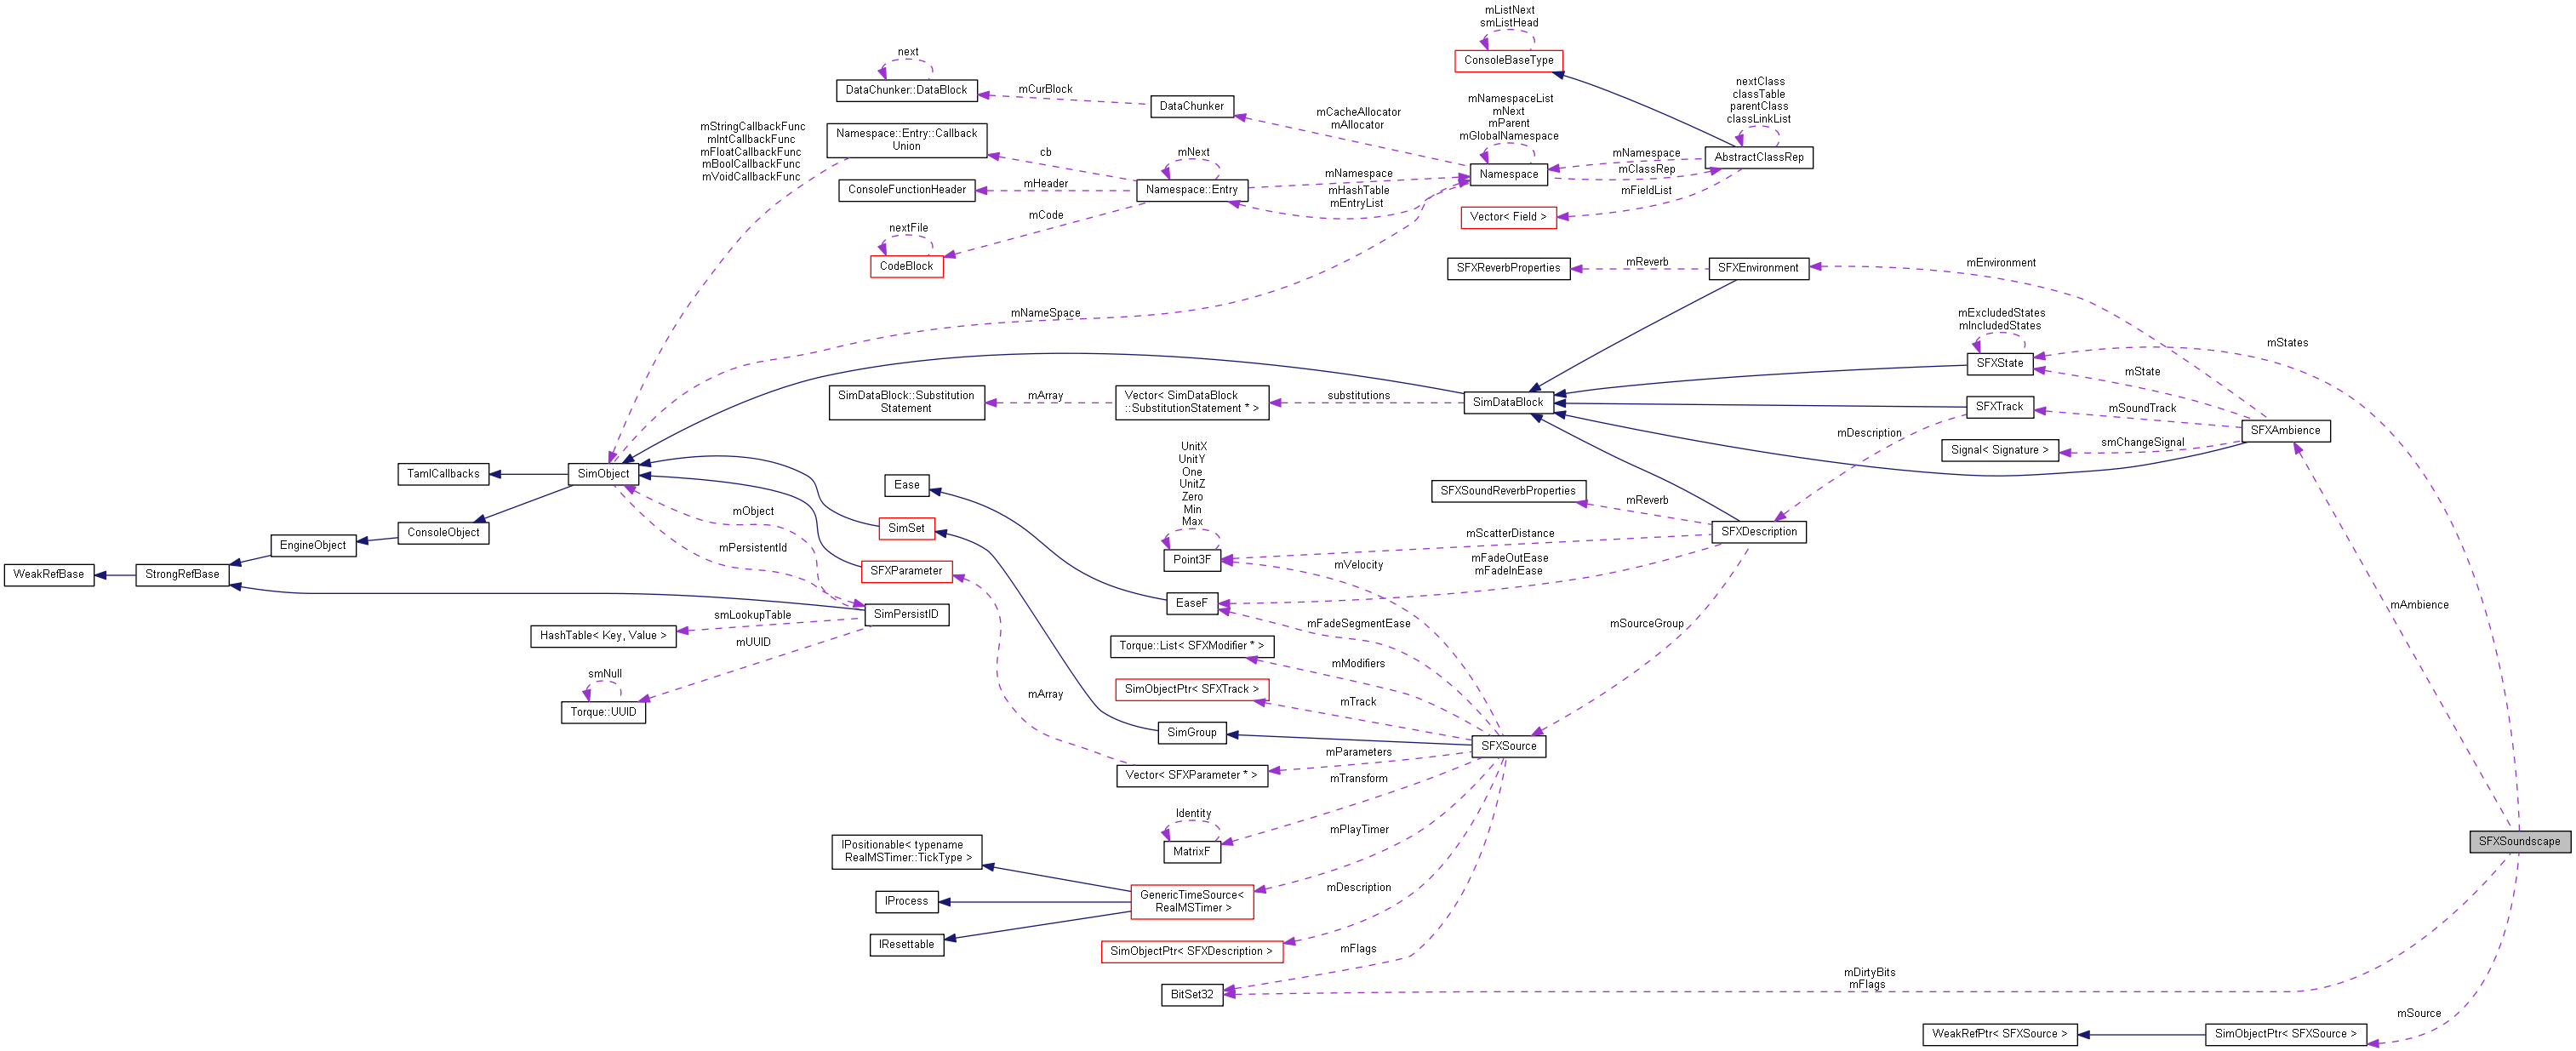 mListNext
smListHead
next
ConsoleBaseType
DataChunker::DataBlock
mCurBlock
nextClass
classTable
parentClass
classLinkList
DataChunker
mCacheAllocator
mAllocator
mNamespaceList
mNext
mParent
mGlobalNamespace
mStringCallbackFunc
mIntCallbackFunc
mFloatCallbackFunc
mBoolCallbackFunc
mVoidCallbackFunc
Namespace::Entry::Callback
Union
cb
mNext
mNamespace
AbstractClassRep
ConsoleFunctionHeader
mHeader
Namespace::Entry
mNamespace
Namespace
mClassRep
mHashTable
mEntryList
mFieldList
mCode
Vector< Field >
nextFile
CodeBlock
SFXReverbProperties
mReverb
SFXEnvironment
mEnvironment
mNameSpace
mExcludedStates
mIncludedStates
mStates
SFXState
mState
SimDataBlock::Substitution
Statement
mArray
Vector< SimDataBlock
::SubstitutionStatement * >
substitutions
SimDataBlock
SFXTrack
mSoundTrack
mDescription
SFXAmbience
smChangeSignal
Signal< Signature >
UnitX
UnitY
One
UnitZ
Zero
Min
Max
TamlCallbacks
SimObject
Ease
SFXSoundReverbProperties
mReverb
mObject
ConsoleObject
SimSet
SFXDescription
mScatterDistance
EngineObject
mPersistentId
Point3F
mVelocity
mFadeOutEase
mFadeInEase
WeakRefBase
StrongRefBase
SFXParameter
EaseF
mAmbience
smLookupTable
SimPersistID
mFadeSegmentEase
mSourceGroup
HashTable< Key, Value >
mUUID
Torque::List< SFXModifier * >
mModifiers
smNull
SimObjectPtr< SFXTrack >
mArray
mTrack
Torque::UUID
SimGroup
SFXSource
mParameters
Vector< SFXParameter * >
mTransform
Identity
mPlayTimer
SFXSoundscape
IPositionable< typename
RealMSTimer::TickType >
MatrixF
mDescription
GenericTimeSource<
RealMSTimer >
IProcess
IResettable
SimObjectPtr< SFXDescription >
mFlags
mDirtyBits
mFlags
BitSet32
mSource
WeakRefPtr< SFXSource >
SimObjectPtr< SFXSource >